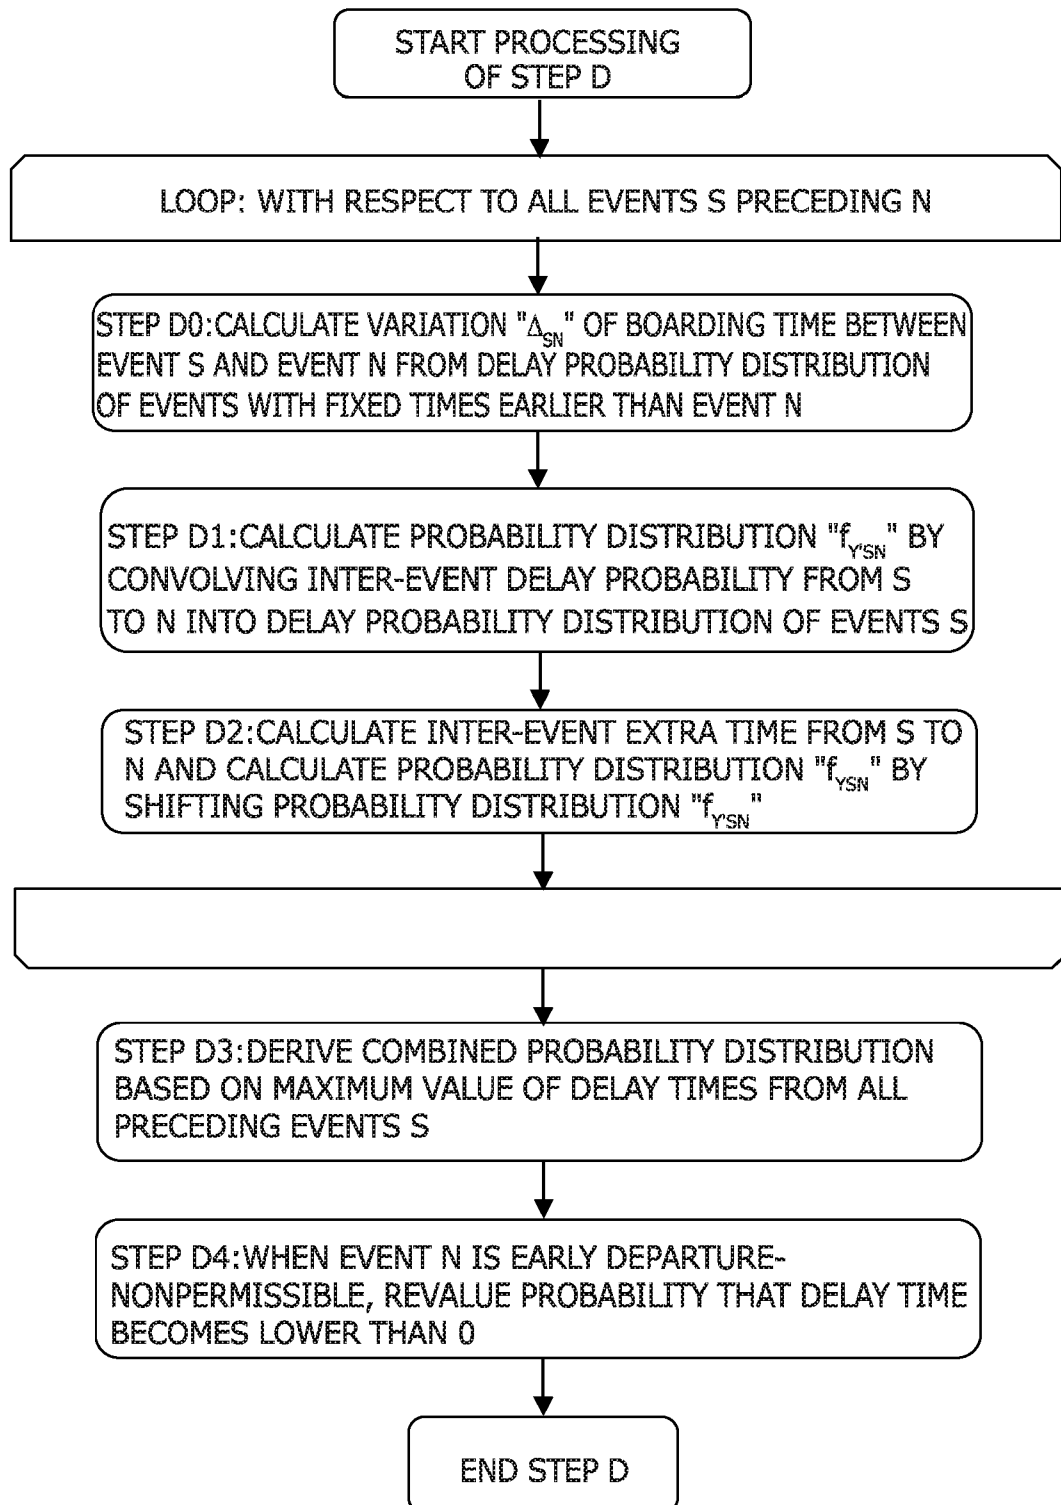 START PROCESSING
OF STEP D
LOOP: WITH RESPECT TO ALL EVENTS S PRECEDING N
STEP D0:CALCULATE VARIATION "Δ_SN" OF BOARDING TIME BETWEEN
EVENT S AND EVENT N FROM DELAY PROBABILITY DISTRIBUTION
OF EVENTS WITH FIXED TIMES EARLIER THAN EVENT N
STEP D1:CALCULATE PROBABILITY DISTRIBUTION "f_Y'SN" BY
CONVOLVING INTER-EVENT DELAY PROBABILITY FROM S
TO N INTO DELAY PROBABILITY DISTRIBUTION OF EVENTS S
STEP D2:CALCULATE INTER-EVENT EXTRA TIME FROM S TO
N AND CALCULATE PROBABILITY DISTRIBUTION "f_YSN" BY
SHIFTING PROBABILITY DISTRIBUTION "f_Y'SN"
STEP D3:DERIVE COMBINED PROBABILITY DISTRIBUTION
BASED ON MAXIMUM VALUE OF DELAY TIMES FROM ALL
PRECEDING EVENTS S
STEP D4:WHEN EVENT N IS EARLY DEPARTURE-
NONPERMISSIBLE, REVALUE PROBABILITY THAT DELAY TIME
BECOMES LOWER THAN 0
END STEP D